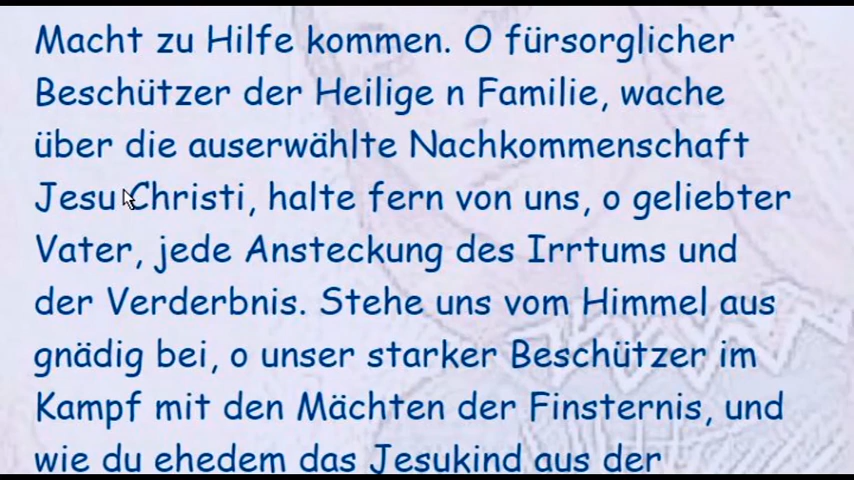 Macht zu Hilfe kommen. O fürsorglicher
Beschützer der Heilige n Familie, wache
über die auserwählte Nachkommenschaft
Jesu Christi, halte fern von uns, o geliebter
Vater, jede Ansteckung des Irrtums und
der Verderbnis. Stehe uns vom Himmel aus
gnädig bei, o unser starker Beschützer im
Kampf mit den Mächten der Finsternis, und
wie du ehedem das Jesukind aus der